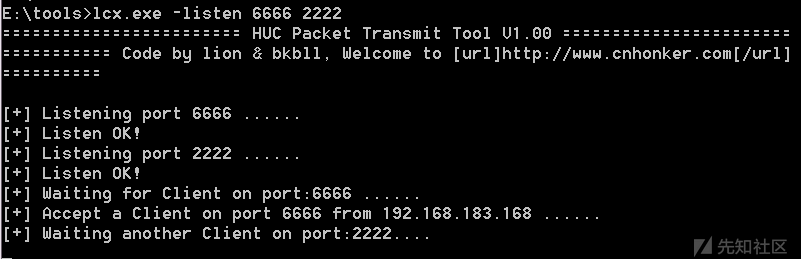 E:\tools>lcx.exe -listen 6666 2222
======================== HUC Packet Transmit Tool V1.00 =======================
============ Code by lion & bkbll, Welcome to [url]http://www.cnhonker.com[/url]
==========
[+] Listening port 6666 ......
[+] Listen OK!
[+] Listening port 2222 ......
[+] Listen OK!
[+] Waiting for Client on port:6666 ......
[+] Accept a Client on port 6666 from 192.168.183.168 ......
[+] Waiting another Client on port:2222....
先知社区